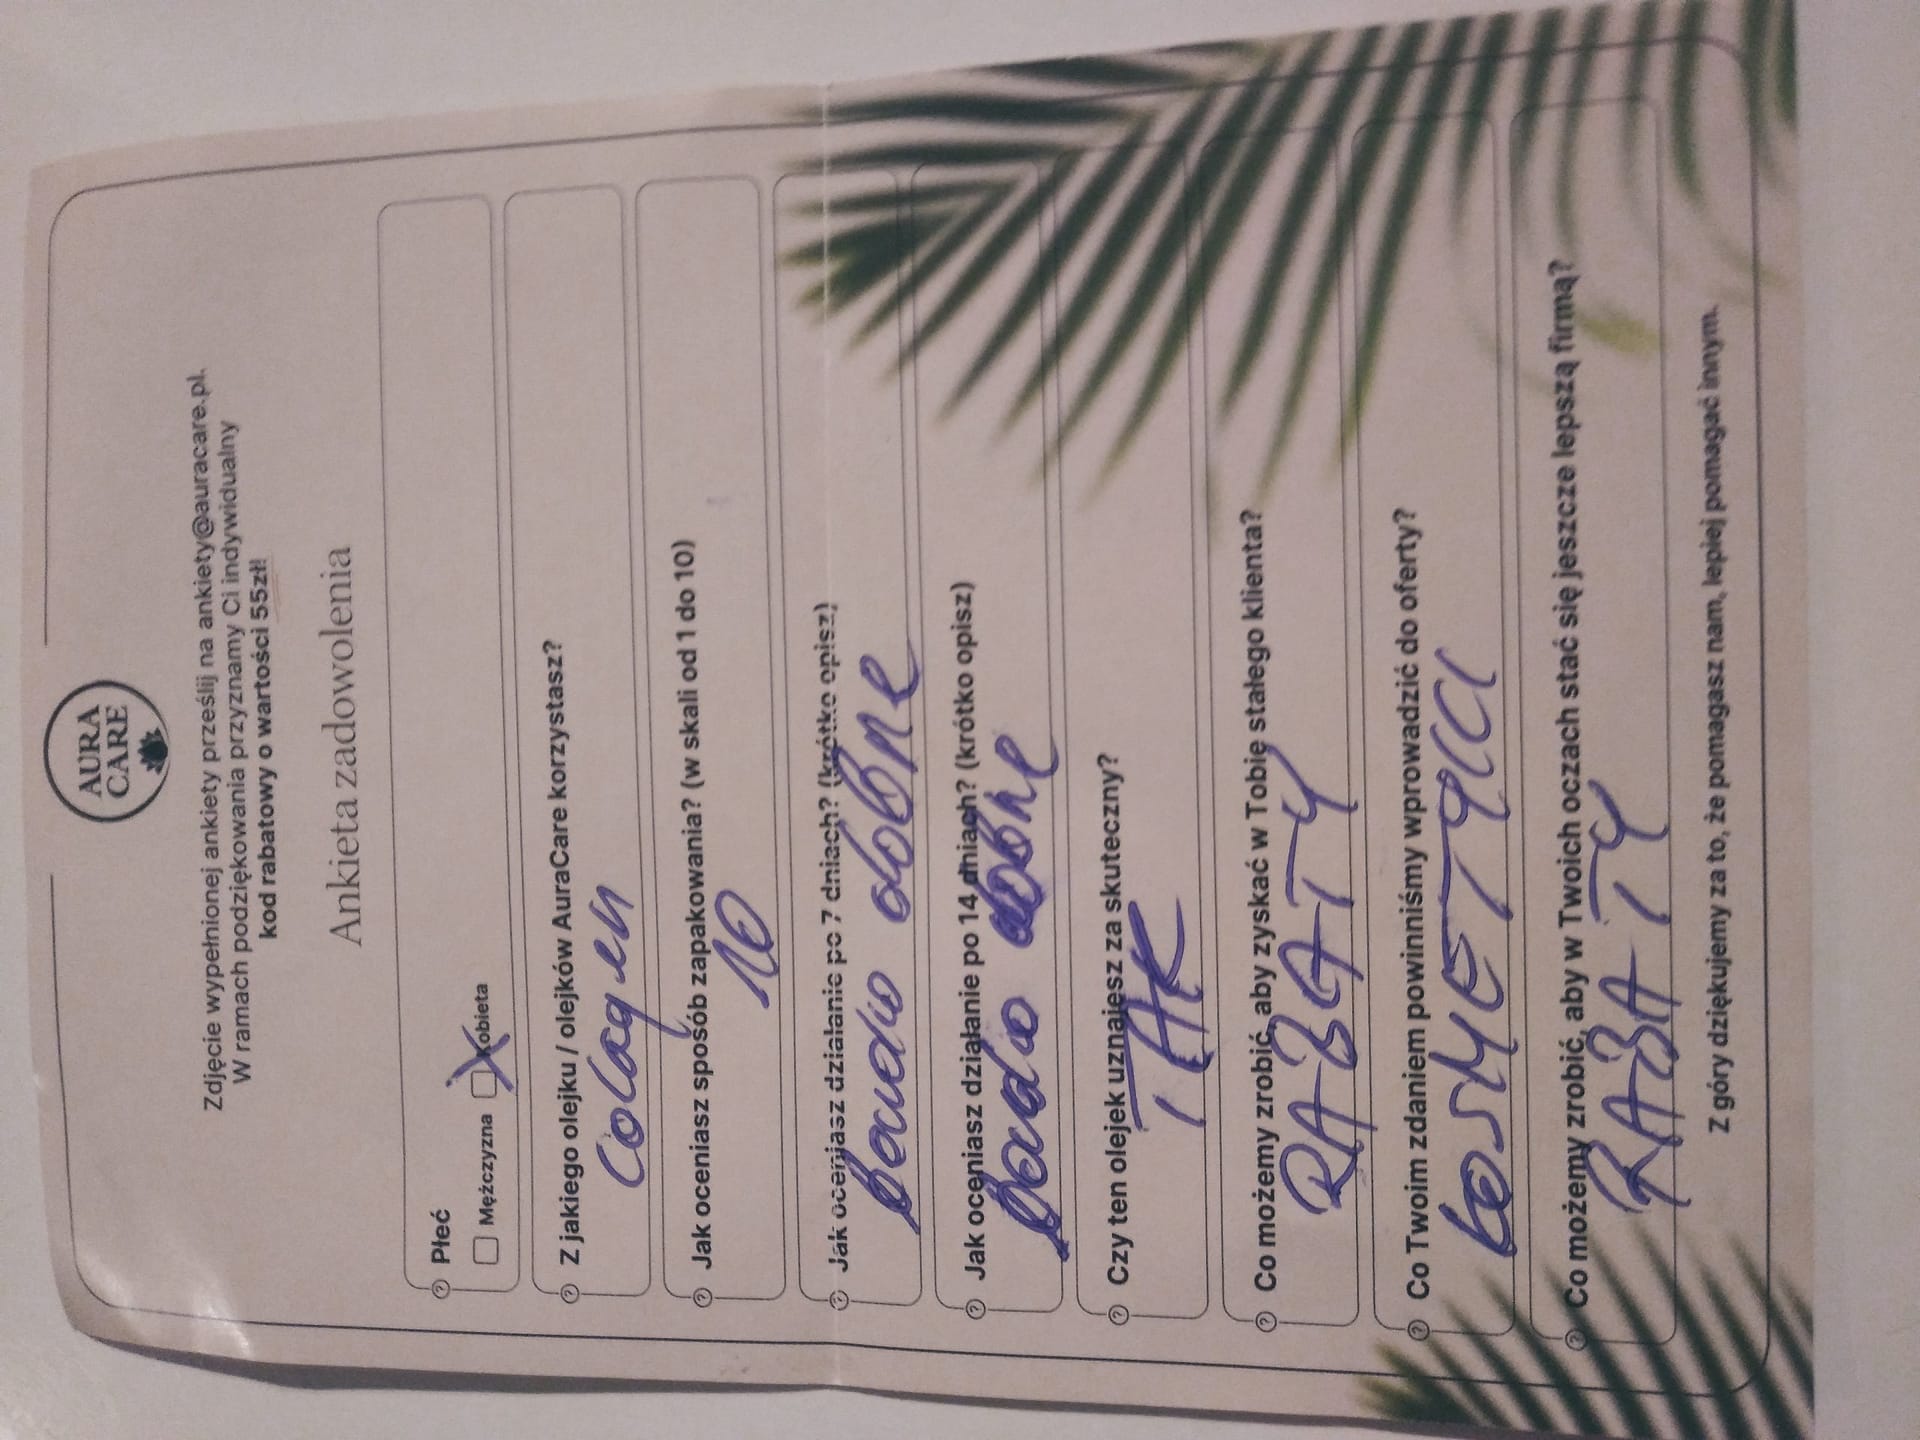 AURA
CARE
Zdjęcie wypełnionej ankiety prześlij na ankiety@auracare.pl.
W ramach podziękowania przyznamy Ci indywidualny
kod rabatowy o wartości 55zł!
Ankieta zadowolenia
Płeć
Mężczyzna Kobieta
Z jakiego olejku / olejków AuraCare korzystasz?
Colagen
Jak oceniasz sposób zapakowania? (w skali od 1 do 10)
10
Jak oceniasz działanie po 7 dniach? (krótko opisz)
dobre
Jak oceniasz działanie po 14 dniach? (krótko opisz)
dobre
Czy ten olejek uznajesz za skuteczny?
TAK
Co możemy zrobić, aby zyskać w Tobie stałego klienta?
RABATY
Co Twoim zdaniem powinniśmy wprowadzić do oferty?
Co możemy zrobić, aby w Twoich oczach stać się jeszcze lepszą firmą?
RABATY
Z góry dziękujemy za to, że pomagasz nam, lepiej pomagać innym.